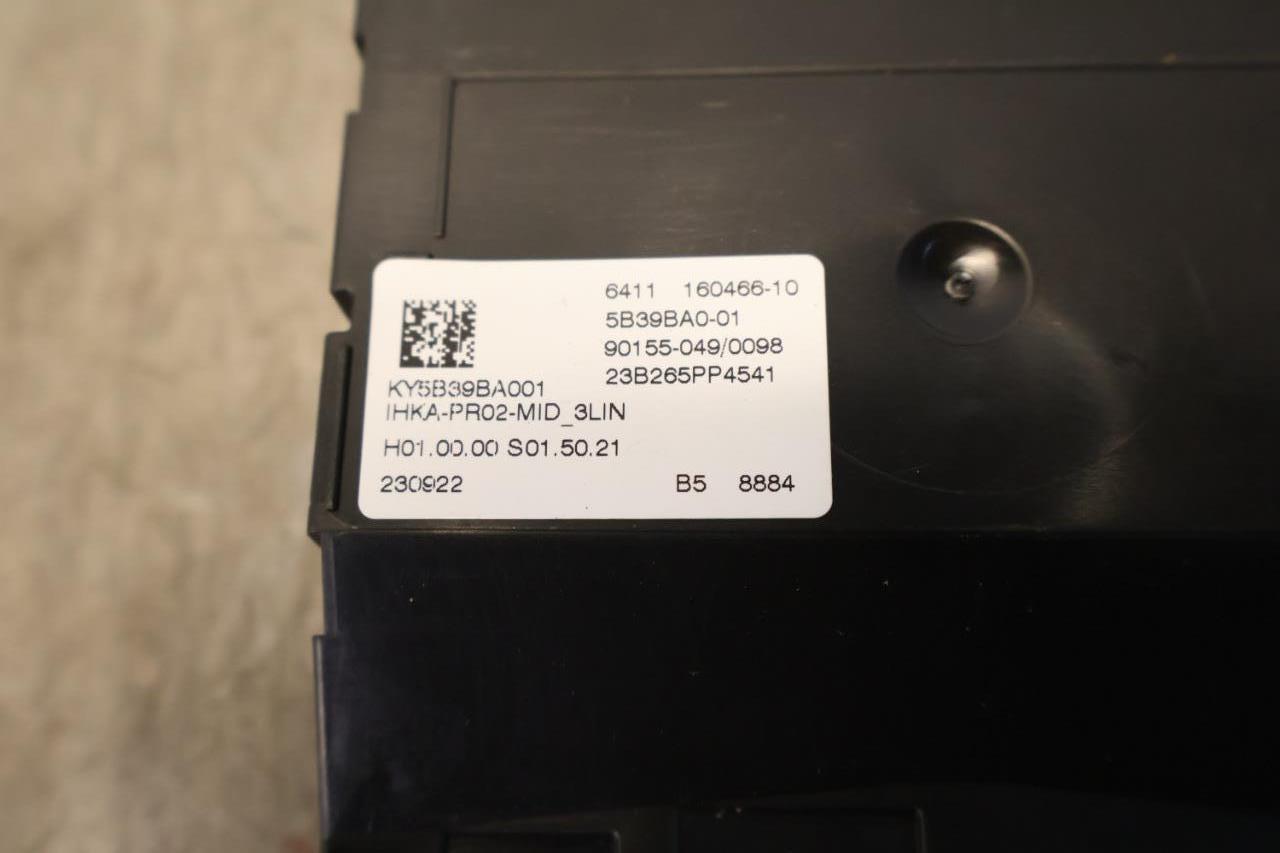 6411 160466-10
5B39BA0-01
90155-049/0098
23B265PP4541
KY5B39BA001
IHKA-PR02-MID_3LIN
H01.00.00 S01.50.21
230922 B5 8884